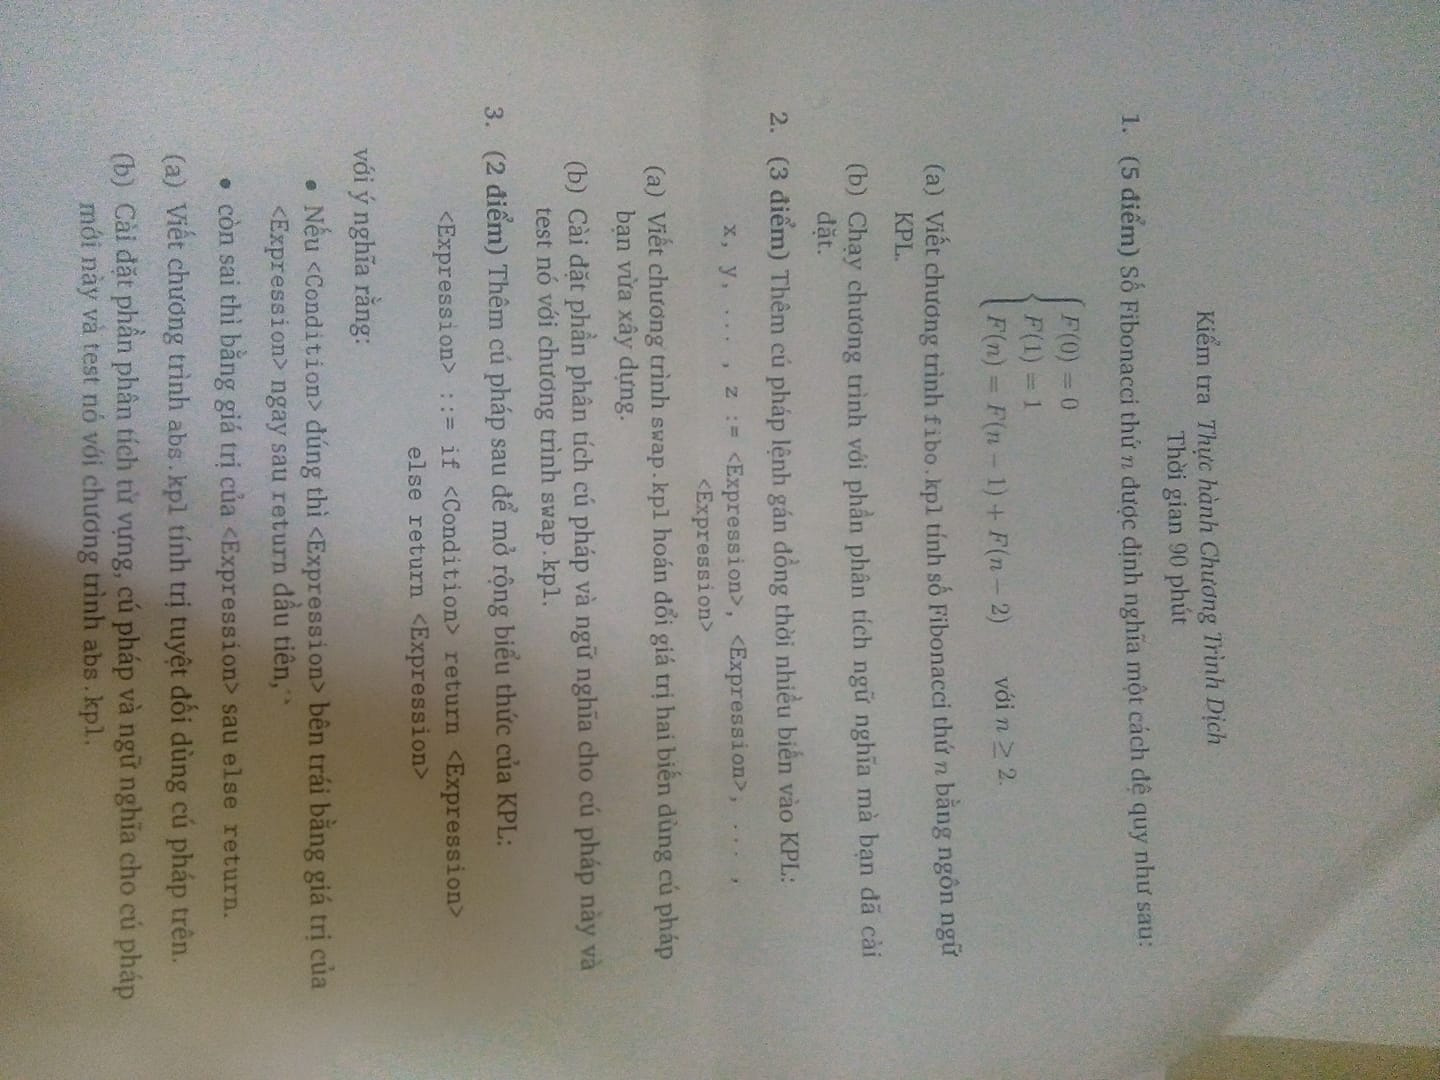 Kiểm tra Thực hành Chương Trình Dịch
Thời gian 90 phút
1. (5 điểm) Số Fibonacci thứ n được định nghĩa một cách đệ quy như sau:
F(0) = 0
F(1) = 1
F(n) = F(n − 1) + F(n − 2) với n ≥ 2.
(a) Viết chương trình fibo.kpl tính số Fibonacci thứ n bằng ngôn ngữ
KPL.
(b) Chạy chương trình với phần phân tích ngữ nghĩa mà bạn đã cài
đặt.
2. (3 điểm) Thêm cú pháp lệnh gán đồng thời nhiều biến vào KPL:
x, y, ... , z := <Expression>, <Expression>, ... ,
<Expression>
(a) Viết chương trình swap.kpl hoán đổi giá trị hai biến dùng cú pháp
bạn vừa xây dựng.
(b) Cài đặt phần phân tích cú pháp và ngữ nghĩa cho cú pháp này và
test nó với chương trình swap.kpl.
3. (2 điểm) Thêm cú pháp sau để mở rộng biểu thức của KPL:
<Expression> ::= if <Condition> return <Expression>
else return <Expression>
với ý nghĩa rằng:
• Nếu <Condition> đúng thì <Expression> bên trái bằng giá trị của
<Expression> ngay sau return đầu tiên,
• còn sai thì bằng giá trị của <Expression> sau else return.
(a) Viết chương trình abs.kpl tính trị tuyệt đối dùng cú pháp trên.
(b) Cài đặt phần phân tích từ vựng, cú pháp và ngữ nghĩa cho cú pháp
mới này và test nó với chương trình abs.kpl.